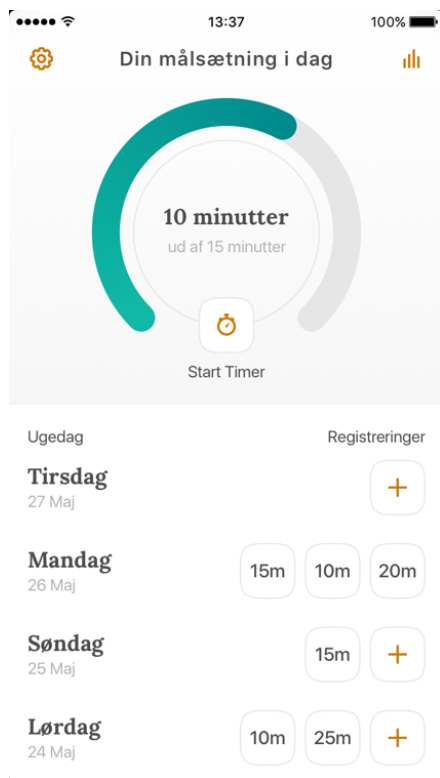 13:37
100%
Din målsætning i dag
10 minutter
ud af 15 minutter
Start Timer
Ugedag Registreringer
Tirsdag
27 Maj
+
Mandag
26 Maj
15m 10m 20m
Søndag
25 Maj
15m +
Lørdag
24 Maj
10m 25m +